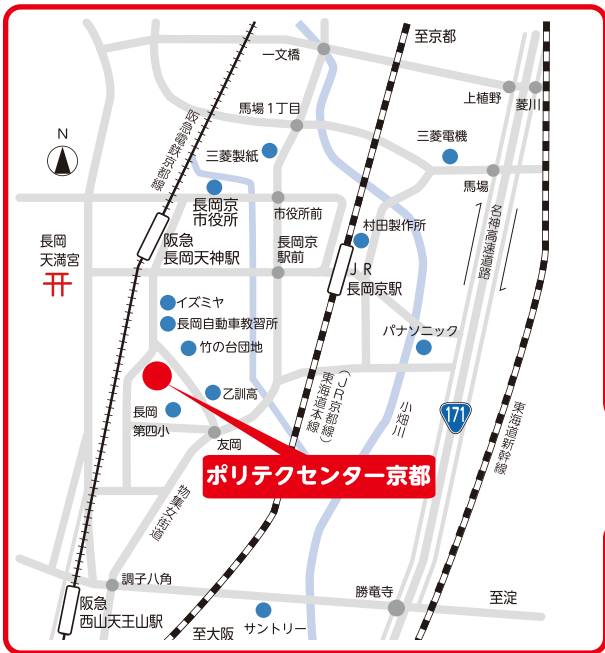 一文橋
至京都
上植野
菱川
馬場1丁目
三菱電機
N
阪急電鉄京都線
三菱製紙
馬場
長岡京
市役所
市役所前
村田製作所
名神高速道路
長岡
天満宮
阪急
長岡天神駅
長岡京
駅前
JR
長岡京駅
イズミヤ
長岡自動車教習所
竹の台団地
パナソニック
乙訓高
長岡
第四小
友岡
(JR京都線)
東海道本線
小畑川
171
東海道新幹線
ポリテクセンター京都
物集女街道
調子八角
阪急
西山天王山駅
至大阪
サントリー
勝竜寺
至淀